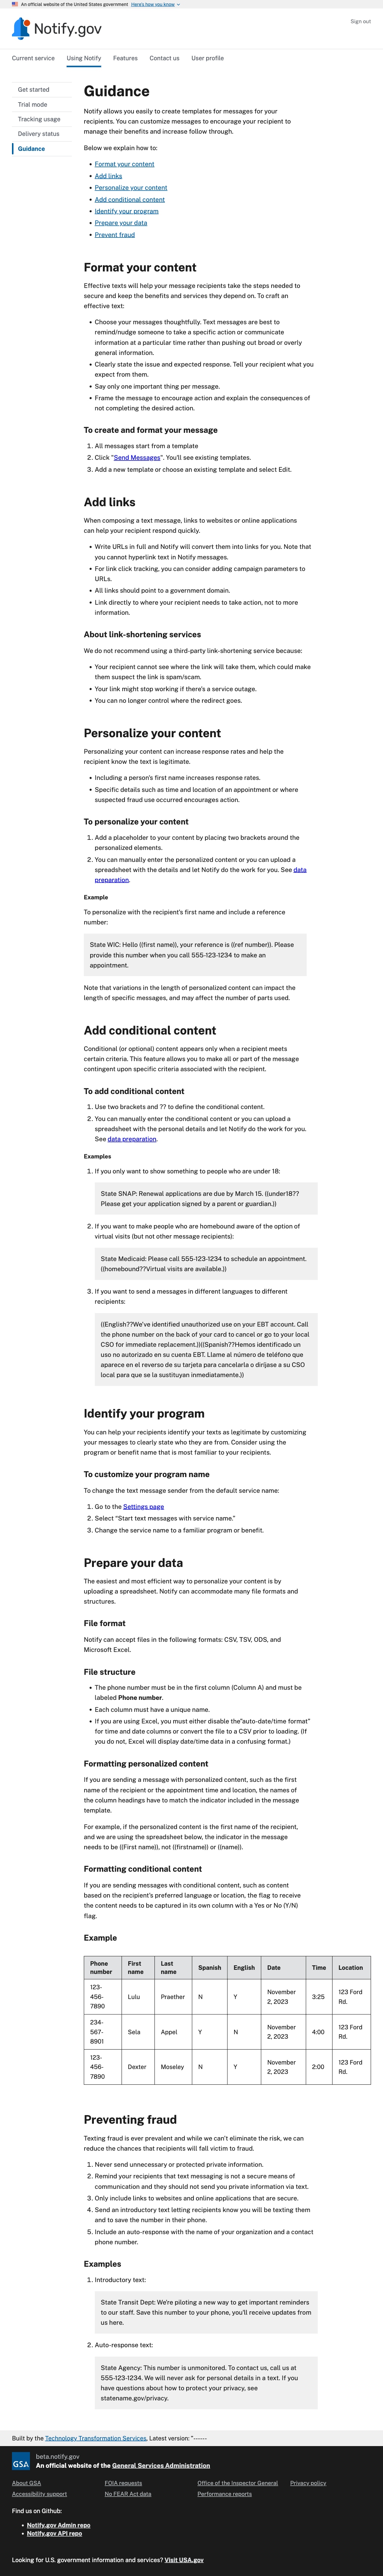 An official website of the United States government Here's how you know
Notify.gov
Sign out
Current service Using Notify Features Contact us User profile
Get started
Trial mode
Tracking usage
Delivery status
Guidance
Guidance
Notify allows you easily to create templates for messages for your
recipients. You can customize messages to encourage your recipient to
manage their benefits and increase follow through.
Below we explain how to:
• Format your content
• Add links
• Personalize your content
• Add conditional content
• Identify your program
• Prepare your data
• Prevent fraud
Format your content
Effective texts will help your message recipients take the steps needed to
secure and keep the benefits and services they depend on. To craft an
effective text:
• Choose your messages thoughtfully. Text messages are best to
remind/nudge someone to take a specific action or communicate
information at a particular time rather than pushing out broad or overly
general information.
• Clearly state the issue and expected response. Tell your recipient what you
expect from them.
• Say only one important thing per message.
• Frame the message to encourage action and explain the consequences of
not completing the desired action.
To create and format your message
1. All messages start from a template
2. Click "Send Messages". You'll see existing templates.
3. Add a new template or choose an existing template and select Edit.
Add links
When composing a text message, links to websites or online applications
can help your recipient respond quickly.
• Write URLs in full and Notify will convert them into links for you. Note that
you cannot hyperlink text in Notify messages.
• For link click tracking, you can consider adding campaign parameters to
URLs.
• All links should point to a government domain.
• Link directly to where your recipient needs to take action, not to more
information.
About link-shortening services
We do not recommend using a third-party link-shortening service because:
• Your recipient cannot see where the link will take them, which could make
them suspect the link is spam/scam.
• Your link might stop working if there's a service outage.
• You can no longer control where the redirect goes.
Personalize your content
Personalizing your content can increase response rates and help the
recipient know the text is legitimate.
• Including a person's first name increases response rates.
• Specific details such as time and location of an appointment or where
suspected fraud use occurred encourages action.
To personalize your content
1. Add a placeholder to your content by placing two brackets around the
personalized elements.
2. You can manually enter the personalized content or you can upload a
spreadsheet with the details and let Notify do the work for you. See data
preparation.
Example
To personalize with the recipient's first name and include a reference
number:
State WIC: Hello ((first name)), your reference is ((ref number)). Please
provide this number when you call 555-123-1234 to make an
appointment.
Note that variations in the length of personalized content can impact the
length of specific messages, and may affect the number of parts used.
Add conditional content
Conditional (or optional) content appears only when a recipient meets
certain criteria. This feature allows you to make all or part of the message
contingent upon specific criteria associated with the recipient.
To add conditional content
1. Use two brackets and ?? to define the conditional content.
2. You can manually enter the conditional content or you can upload a
spreadsheet with the personal details and let Notify do the work for you.
See data preparation.
Examples
1. If you only want to show something to people who are under 18:
State SNAP: Renewal applications are due by March 15. ((under18??
Please get your application signed by a parent or guardian.))
2. If you want to make people who are homebound aware of the option of
virtual visits (but not other message recipients):
State Medicaid: Please call 555-123-1234 to schedule an appointment.
((homebound??Virtual visits are available.))
3. If you want to send a messages in different languages to different
recipients:
((English??We've identified unauthorized use on your EBT account. Call
the phone number on the back of your card to cancel or go to your local
CSO for immediate replacement.))((Spanish??Hemos identificado un
uso no autorizado en su cuenta EBT. Llame al número de teléfono que
aparece en el reverso de su tarjeta para cancelarla o diríjase a su CSO
local para que se la sustituyan inmediatamente.))
Identify your program
You can help your recipients identify your texts as legitimate by customizing
your messages to clearly state who they are from. Consider using the
program or benefit name that is most familiar to your recipients.
To customize your program name
To change the text message sender from the default service name:
1. Go to the Settings page
2. Select "Start text messages with service name."
3. Change the service name to a familiar program or benefit.
Prepare your data
The easiest and most efficient way to personalize your content is by
uploading a spreadsheet. Notify can accommodate many file formats and
structures.
File format
Notify can accept files in the following formats: CSV, TSV, ODS, and
Microsoft Excel.
File structure
• The phone number must be in the first column (Column A) and must be
labeled Phone number.
• Each column must have a unique name.
• If you are using Excel, you must either disable the"auto-date/time format"
for time and date columns or convert the file to a CSV prior to loading. (If
you do not, Excel will display date/time data in a confusing format.)
Formatting personalized content
If you are sending a message with personalized content, such as the first
name of the recipient or the appointment time and location, the names of
the column headings have to match the indicator included in the message
template.
For example, if the personalized content is the first name of the recipient,
and we are using the spreadsheet below, the indicator in the message
needs to be ((First name)), not ((firstname)) or ((name)).
Formatting conditional content
If you are sending messages with conditional content, such as content
based on the recipient's preferred language or location, the flag to receive
the content needs to be captured in its own column with a Yes or No (Y/N)
flag.
Example
Phone number First name Last name Spanish English Date Time Location
123-456-7890 Lulu Praether N Y November 2, 2023 3:25 123 Ford Rd.
234-567-8901 Sela Appel Y N November 2, 2023 4:00 123 Ford Rd.
123-456-7890 Dexter Moseley N Y November 2, 2023 2:00 123 Ford Rd.
Preventing fraud
Texting fraud is ever prevalent and while we can't eliminate the risk, we can
reduce the chances that recipients will fall victim to fraud.
1. Never send unnecessary or protected private information.
2. Remind your recipients that text messaging is not a secure means of
communication and they should not send you private information via text.
3. Only include links to websites and online applications that are secure.
4. Send an introductory text letting recipients know you will be texting them
and to save the number in their phone.
5. Include an auto-response with the name of your organization and a contact
phone number.
Examples
1. Introductory text:
State Transit Dept: We're piloting a new way to get important reminders
to our staff. Save this number to your phone, you'll receive updates from
us here.
2. Auto-response text:
State Agency: This number is unmonitored. To contact us, call us at
555-123-1234. We will never ask for personal details in a text. If you
have questions about how to protect your privacy, see
statename.gov/privacy.
Built by the Technology Transformation Services, Latest version: "------
GSA
beta.notify.gov
An official website of the General Services Administration
About GSA FOIA requests Office of the Inspector General Privacy policy
Accessibility support No FEAR Act data Performance reports
Find us on Github:
• Notify.gov Admin repo
• Notify.gov API repo
Looking for U.S. government information and services? Visit USA.gov